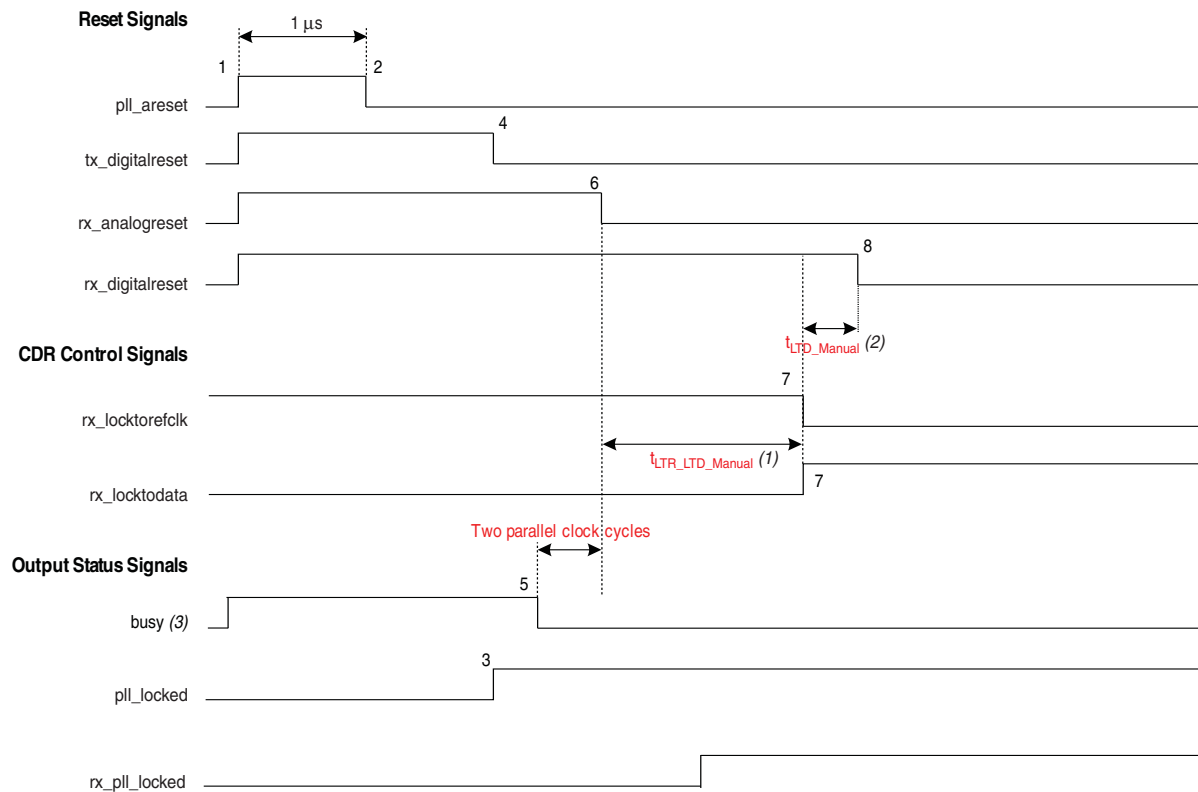 Reset Signals
1 µs
1 2
pll_areset
4
tx_digitalreset
6
rx_analogreset
8
rx_digitalreset
tLTD_Manual (2)
CDR Control Signals
7
rx_locktorefclk
tLTR_LTD_Manual (1)
7
rx_locktodata
Two parallel clock cycles
Output Status Signals
5
busy (3)
3
pll_locked
rx_pll_locked